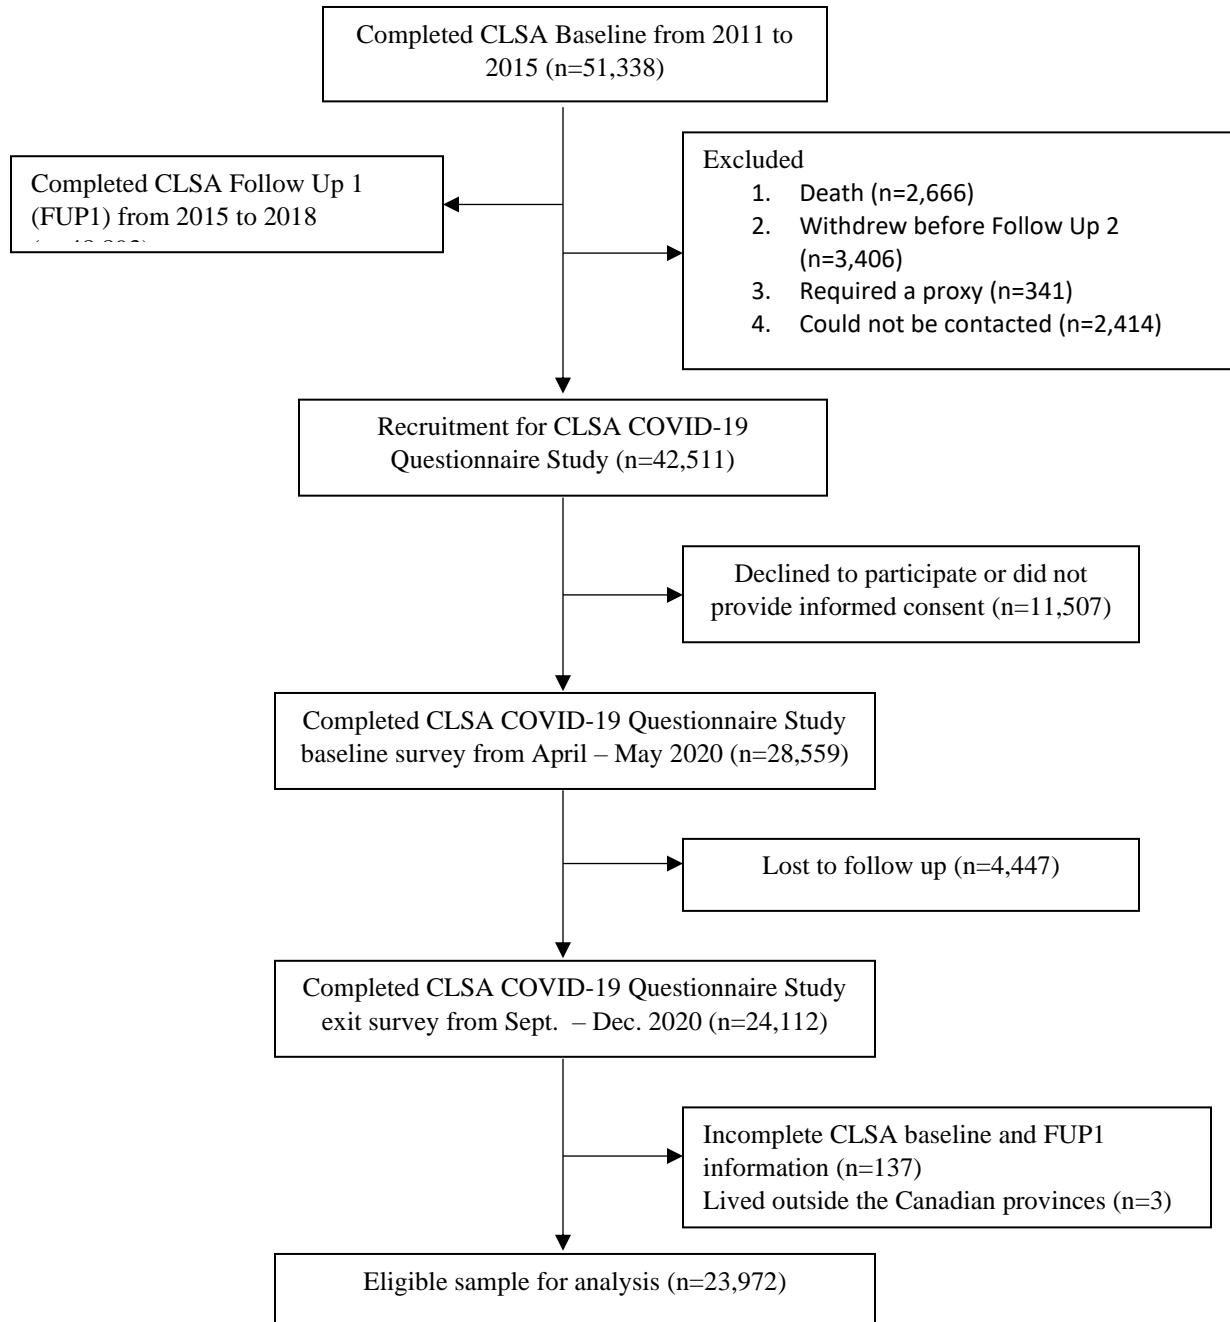 Completed CLSA Baseline from 2011 to
2015 (n=51,338)
Completed CLSA Follow Up 1
(FUP1) from 2015 to 2018
Excluded
1. Death (n=2,666)
2. Withdrew before Follow Up 2
(n=3,406)
3. Required a proxy (n=341)
4. Could not be contacted (n=2,414)
Recruitment for CLSA COVID-19
Questionnaire Study (n=42,511)
Declined to participate or did not
provide informed consent (n=11,507)
Completed CLSA COVID-19 Questionnaire Study
baseline survey from April – May 2020 (n=28,559)
Lost to follow up (n=4,447)
Completed CLSA COVID-19 Questionnaire Study
exit survey from Sept. – Dec. 2020 (n=24,112)
Incomplete CLSA baseline and FUP1
information (n=137)
Lived outside the Canadian provinces (n=3)
Eligible sample for analysis (n=23,972)